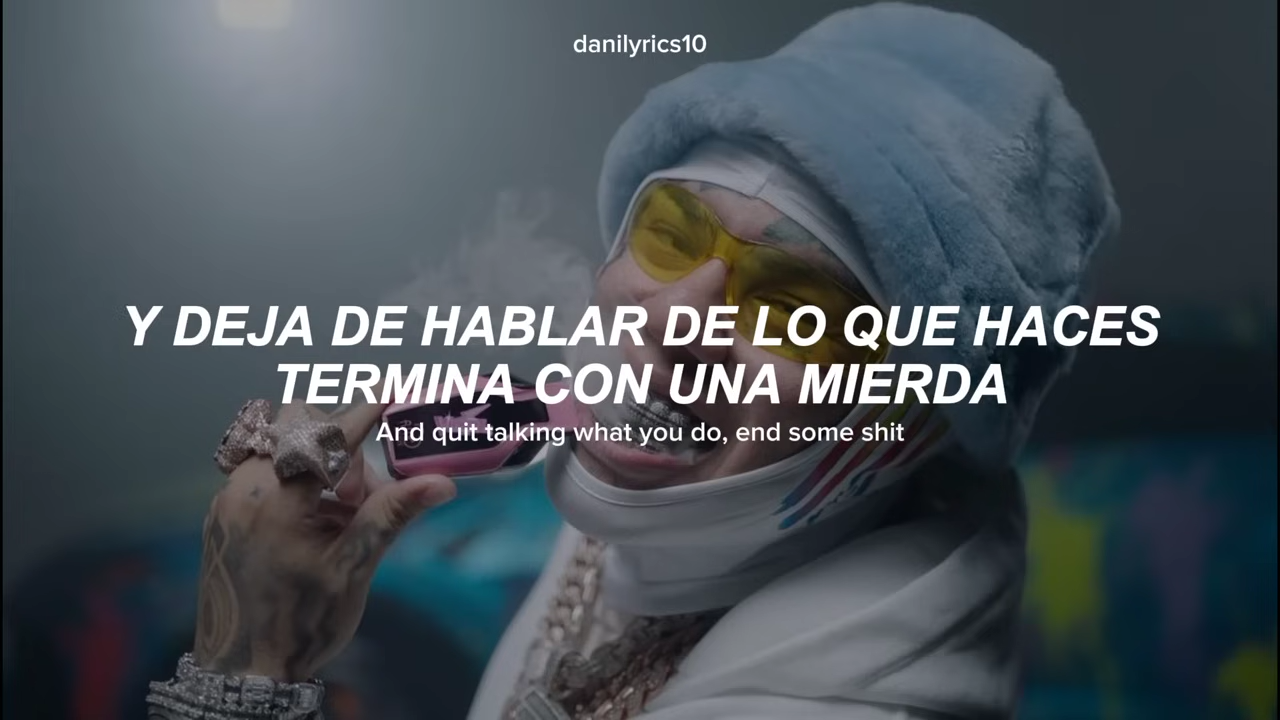 danilyrics10
Y DEJA DE HABLAR DE LO QUE HACES
TERMINA CON UNA MIERDA
And quit talking what you do, end some shit